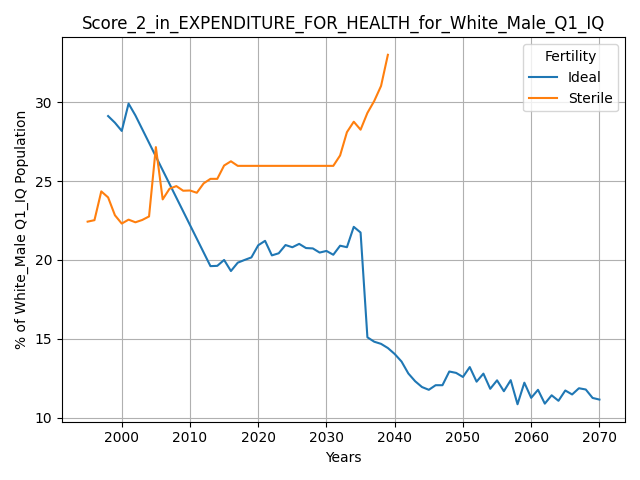 Score_2_in_EXPENDITURE_FOR_HEALTH_for_White_Male_Q1_IQ
Fertility
Ideal
Sterile
% of White_Male Q1_IQ Population
30
25
20
15
10
2000 2010 2020 2030 2040 2050 2060 2070
Years